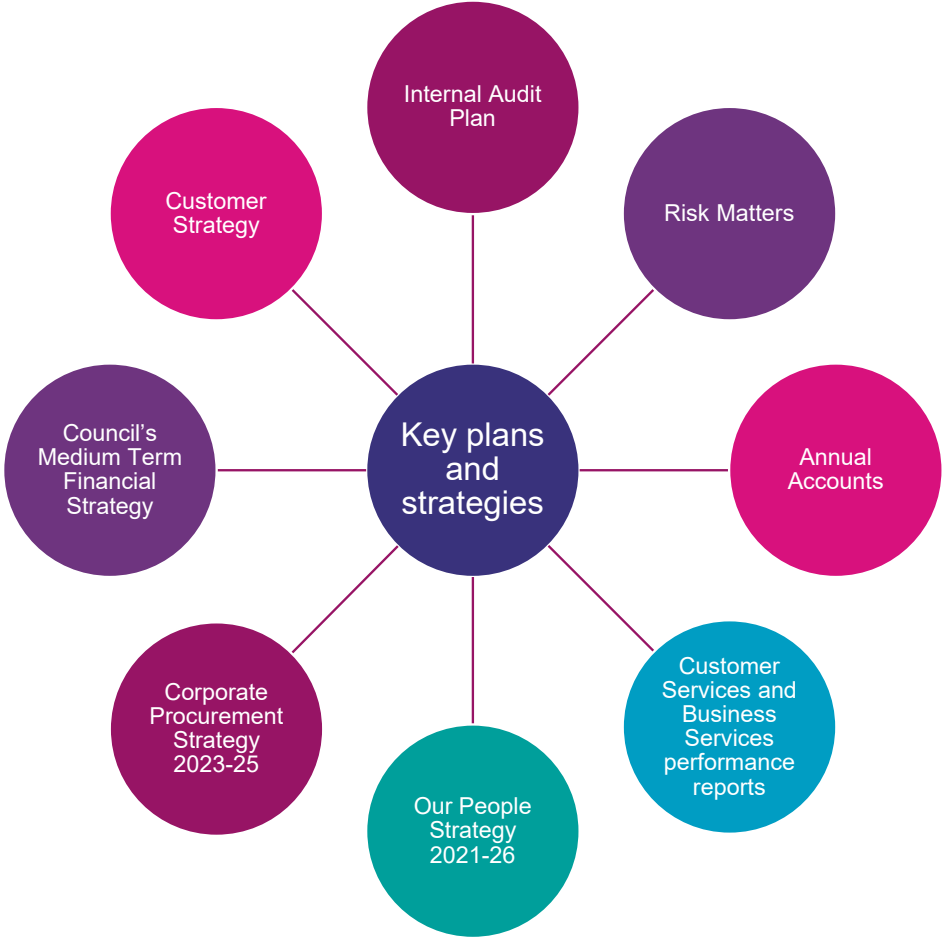 Key plans
and
strategies
Internal Audit
Plan
Risk Matters
Annual
Accounts
Customer
Services and
Business
Services
performance
reports
Our People
Strategy
2021-26
Corporate
Procurement
Strategy
2023-25
Council’s
Medium Term
Financial
Strategy
Customer
Strategy